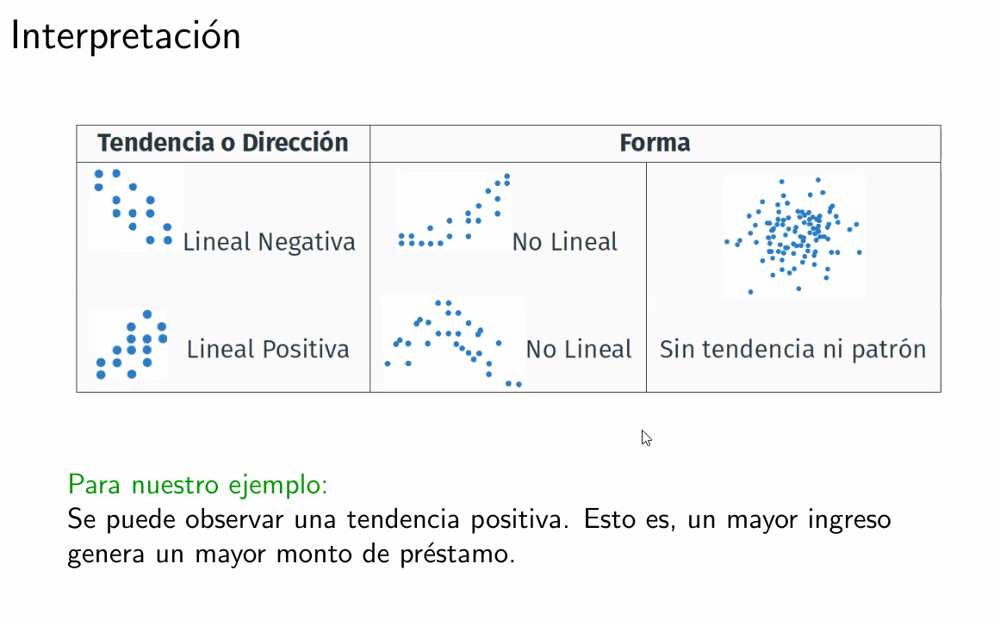 Interpretación
Tendencia o Dirección
Forma
Lineal Negativa
No Lineal
Lineal Positiva
No Lineal
Sin tendencia ni patrón
Para nuestro ejemplo:
Se puede observar una tendencia positiva. Esto es, un mayor ingreso
genera un mayor monto de préstamo.